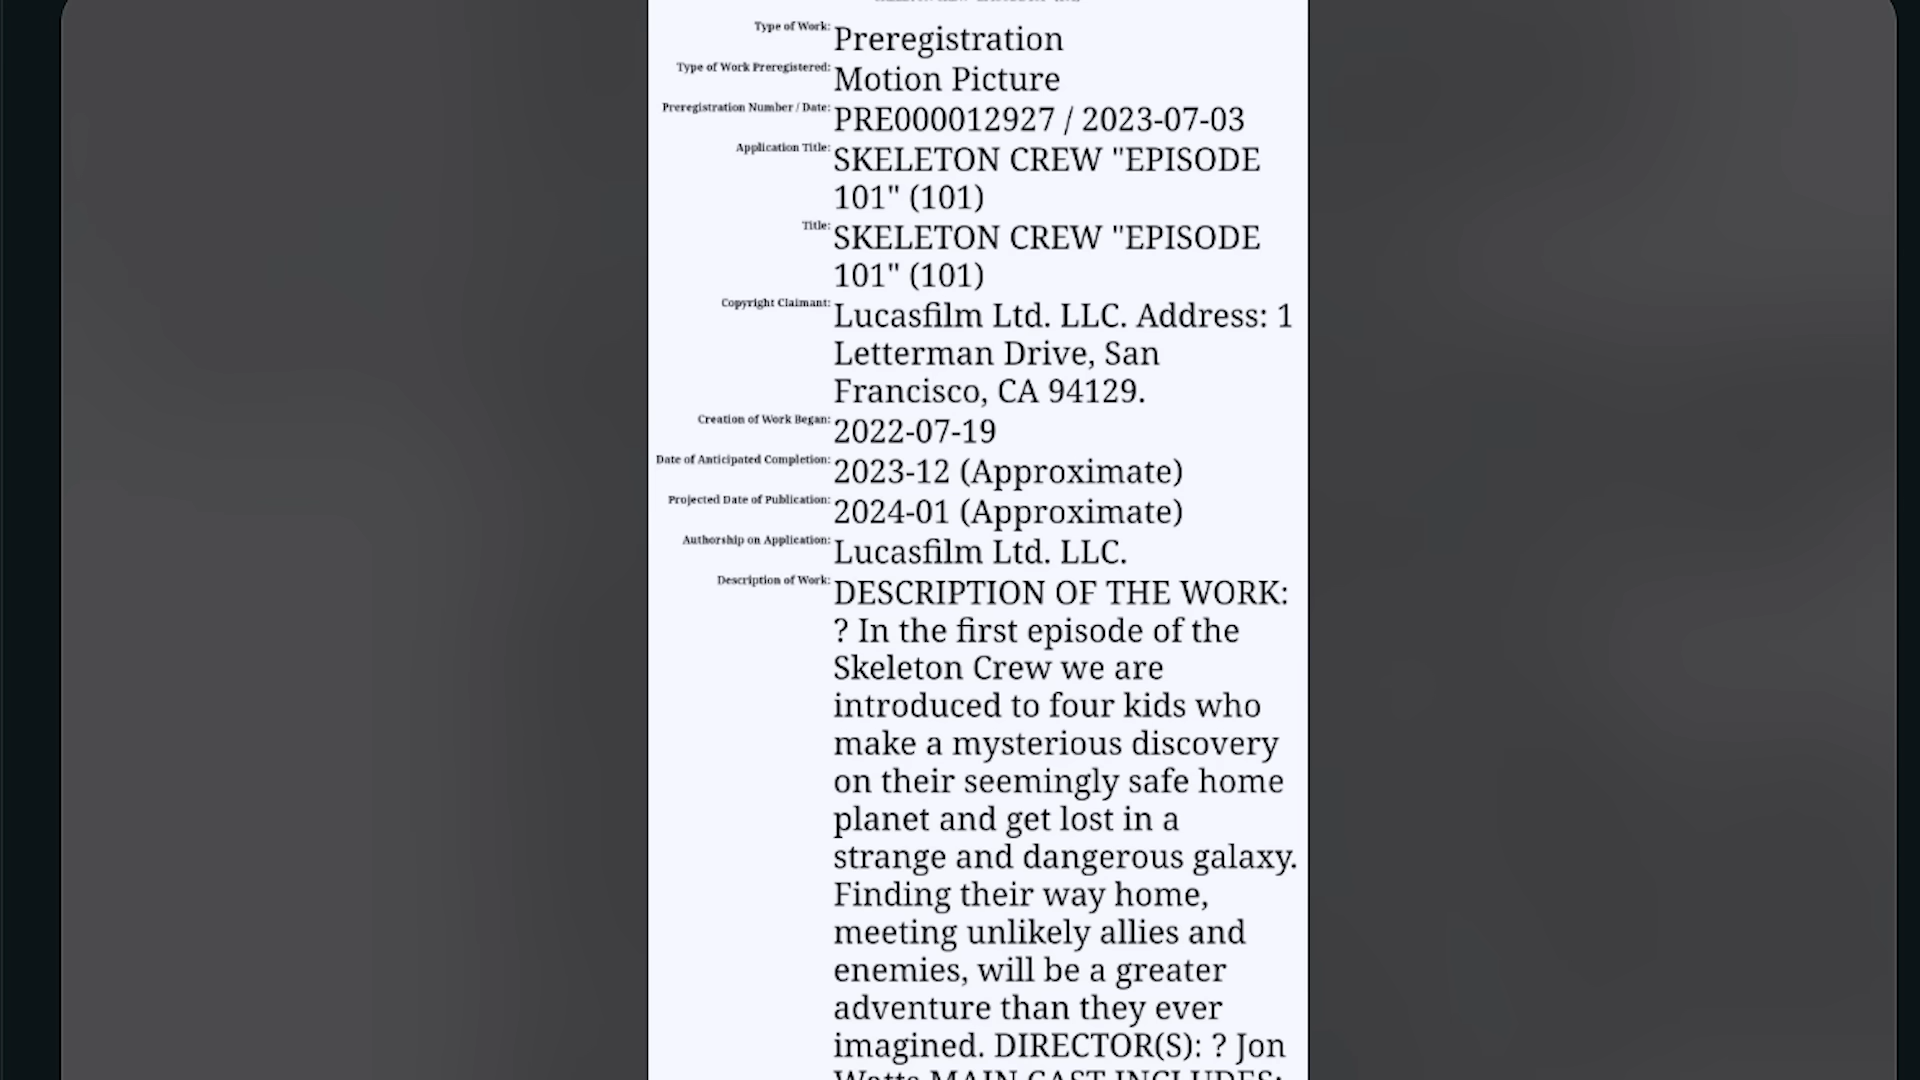 Type of Work: Preregistration
Type of Work Preregistered: Motion Picture
Preregistration Number / Date: PRE000012927 / 2023-07-03
Application Title: SKELETON CREW "EPISODE
101" (101)
Title: SKELETON CREW "EPISODE
101" (101)
Copyright Claimant: Lucasfilm Ltd. LLC. Address: 1
Letterman Drive, San
Francisco, CA 94129.
Creation of Work Began: 2022-07-19
Date of Anticipated Completion: 2023-12 (Approximate)
Projected Date of Publication: 2024-01 (Approximate)
Authorship on Application: Lucasfilm Ltd. LLC.
Description of Work: DESCRIPTION OF THE WORK:
? In the first episode of the
Skeleton Crew we are
introduced to four kids who
make a mysterious discovery
on their seemingly safe home
planet and get lost in a
strange and dangerous galaxy.
Finding their way home,
meeting unlikely allies and
enemies, will be a greater
adventure than they ever
imagined. DIRECTOR(S): ? Jon
Watts MAIN CAST INCLUDES: